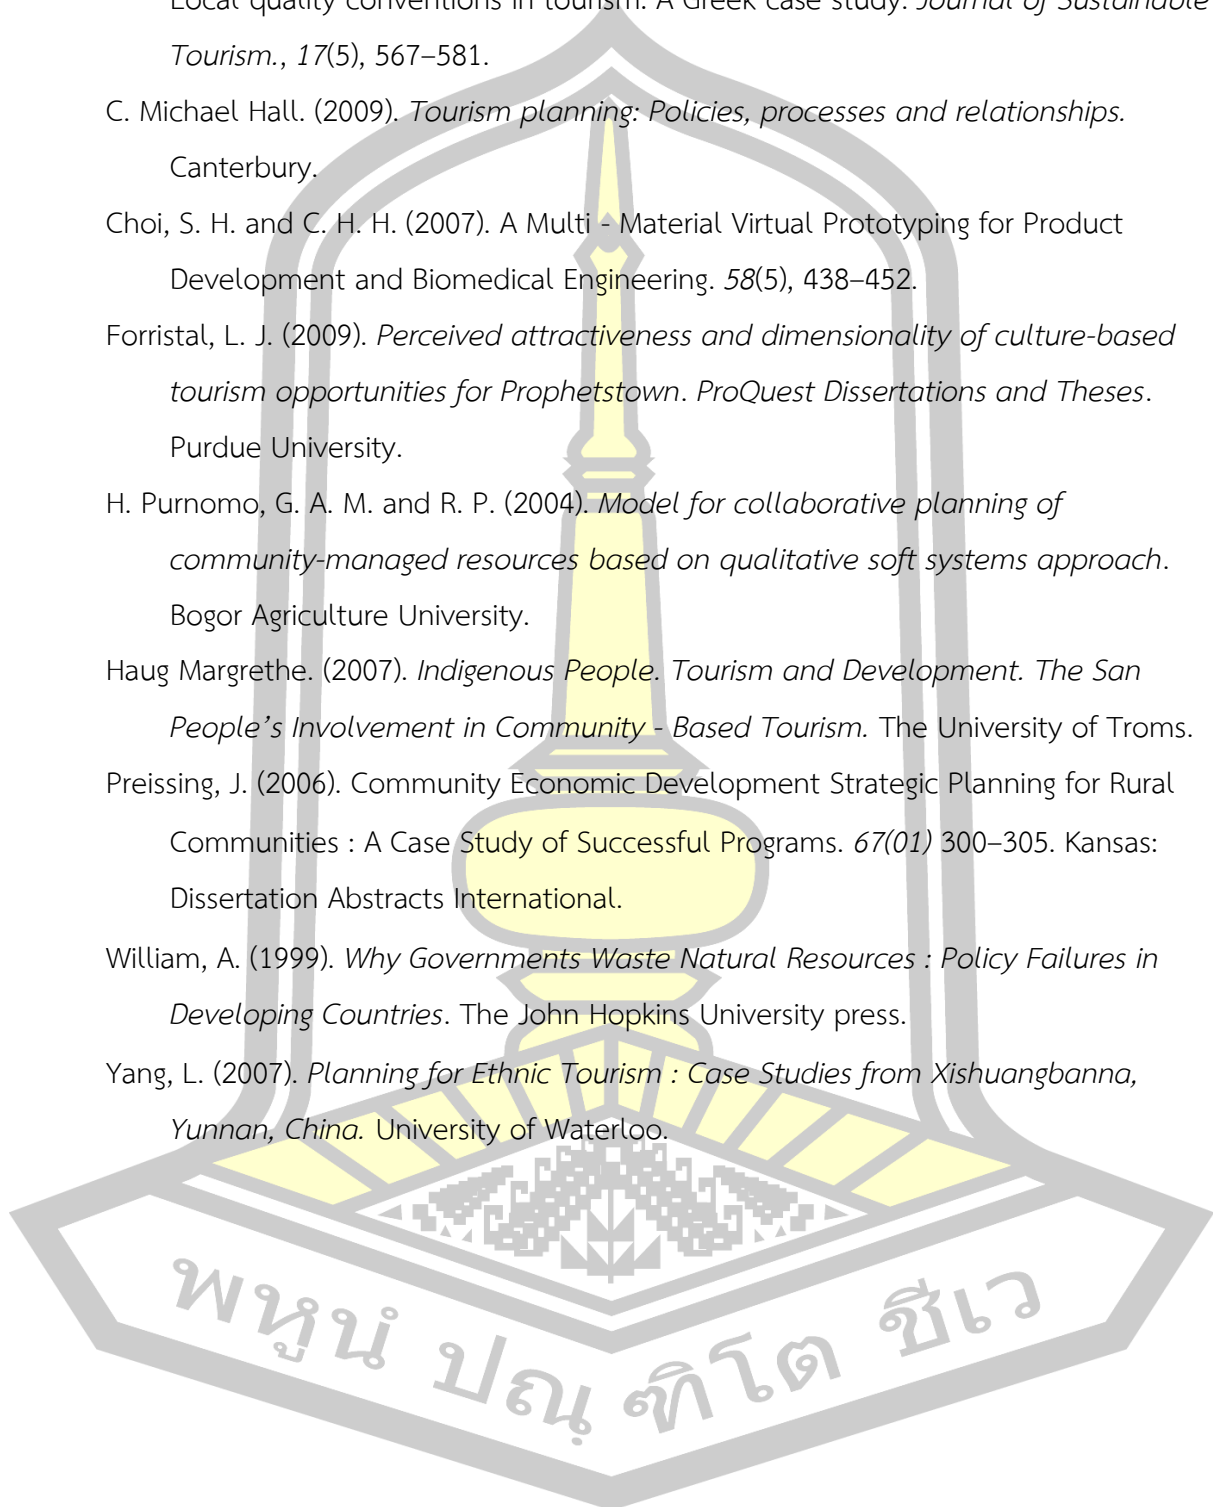 Local quality conventions in tourism. A Greek case study. Journal of Sustainable
Tourism., 17(5), 567–581.
C. Michael Hall. (2009). Tourism planning: Policies, processes and relationships.
Canterbury.
Choi, S. H. and C. H. H. (2007). A Multi - Material Virtual Prototyping for Product
Development and Biomedical Engineering. 58(5), 438–452.
Forristal, L. J. (2009). Perceived attractiveness and dimensionality of culture-based
tourism opportunities for Prophetstown. ProQuest Dissertations and Theses.
Purdue University.
H. Purnomo, G. A. M. and R. P. (2004). Model for collaborative planning of
community-managed resources based on qualitative soft systems approach.
Bogor Agriculture University.
Haug Margrethe. (2007). Indigenous People. Tourism and Development. The San
People’s Involvement in Community - Based Tourism. The University of Troms.
Preissing, J. (2006). Community Economic Development Strategic Planning for Rural
Communities : A Case Study of Successful Programs. 67(01) 300–305. Kansas:
Dissertation Abstracts International.
William, A. (1999). Why Governments Waste Natural Resources : Policy Failures in
Developing Countries. The John Hopkins University press.
Yang, L. (2007). Planning for Ethnic Tourism : Case Studies from Xishuangbanna,
Yunnan, China. University of Waterloo.
พหูนํ ปณฺฑิโต ชีเว